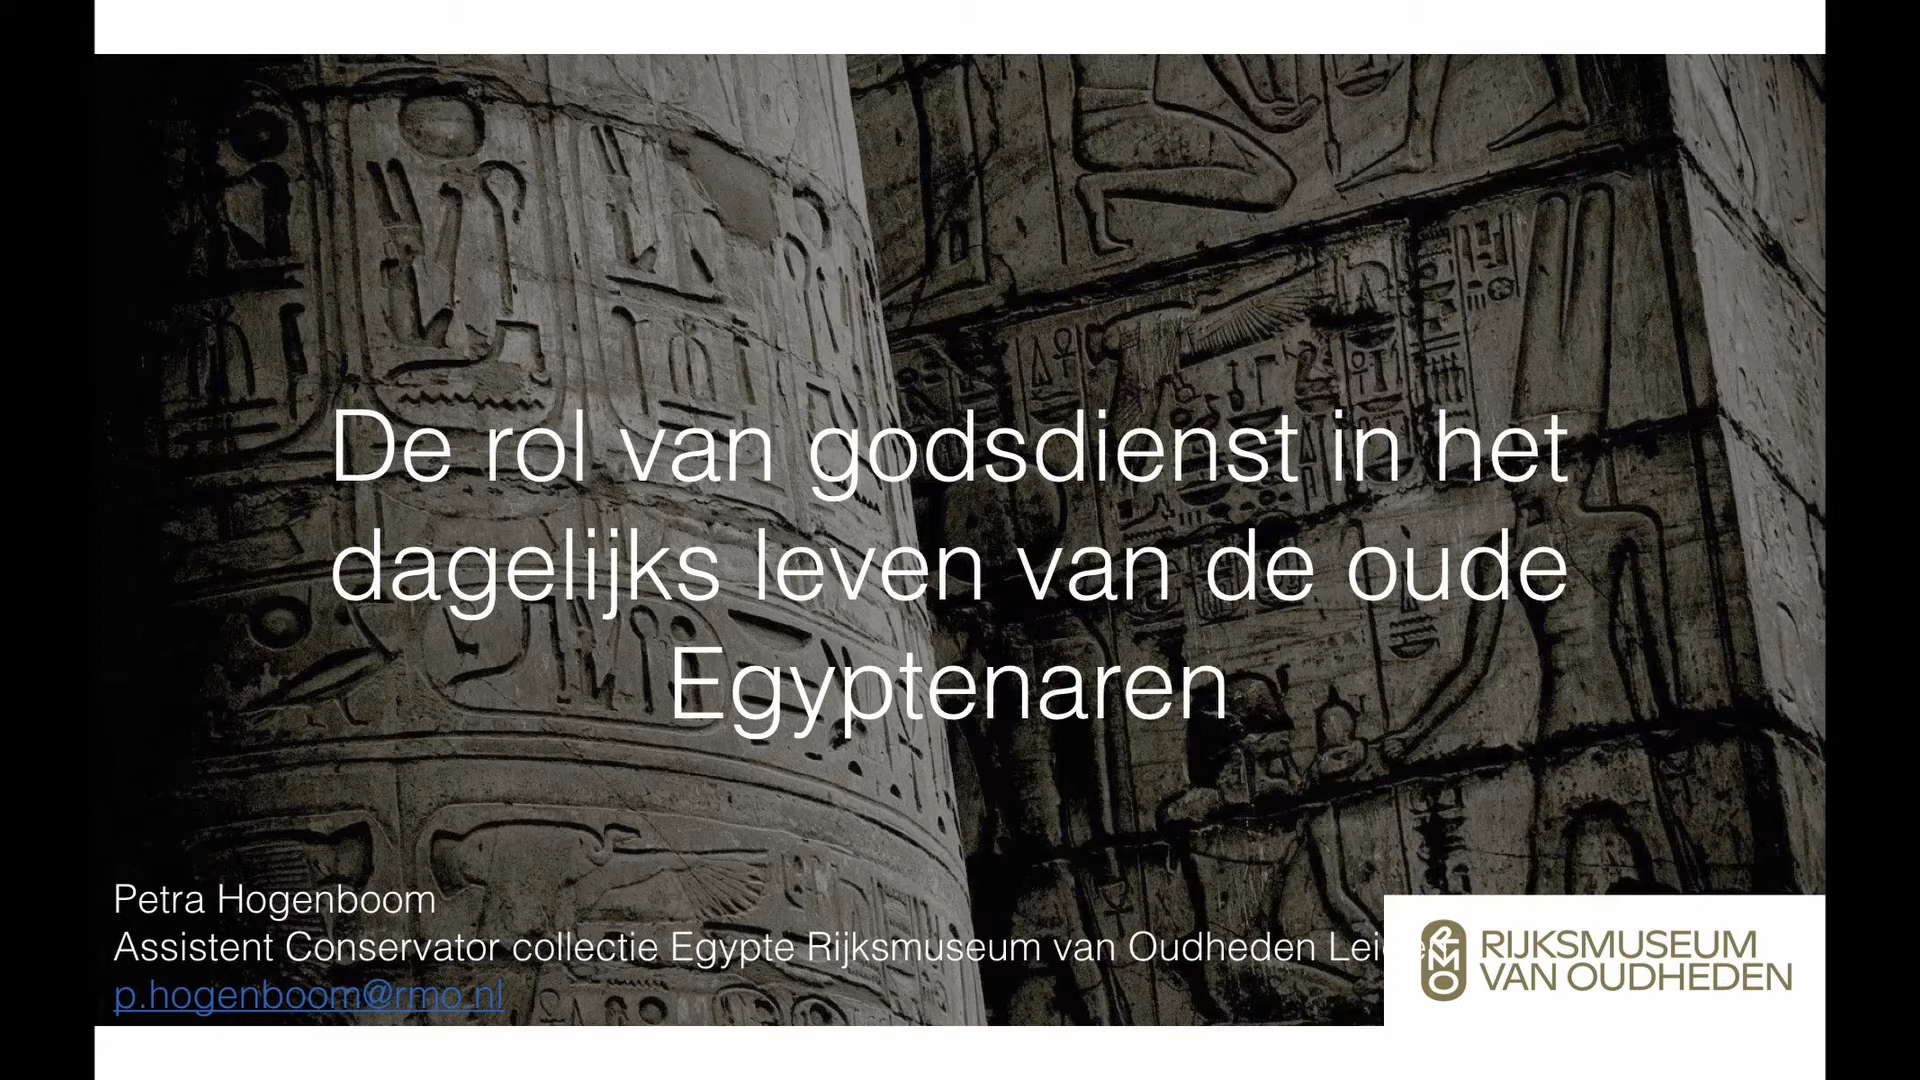 De rol van godsdienst in het
dagelijks leven van de oude
Egyptenaren
Petra Hogenboom
Assistent Conservator collectie Egypte Rijksmuseum van Oudheden
p.hogenboom@rmo.nl
RMO
RIJKSMUSEUM
VAN OUDHEDEN